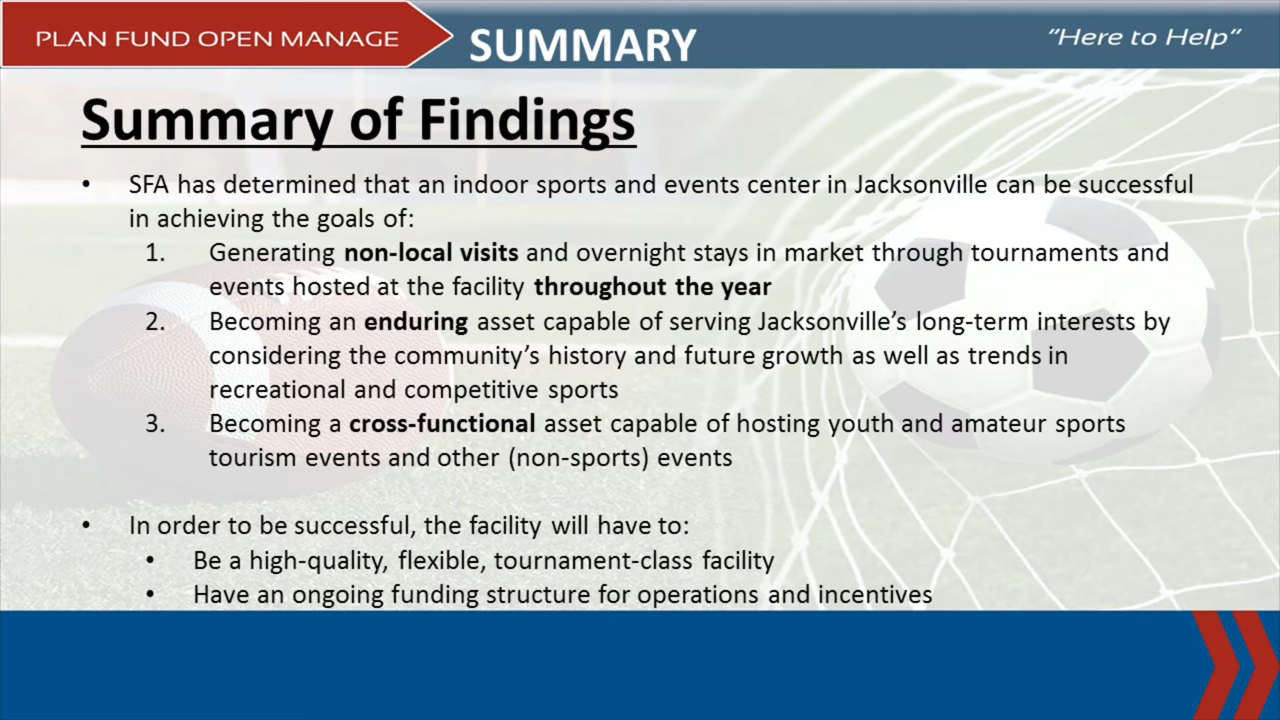 PLAN FUND OPEN MANAGE
SUMMARY
“Here to Help”
Summary of Findings
• SFA has determined that an indoor sports and events center in Jacksonville can be successful
in achieving the goals of:
1. Generating non-local visits and overnight stays in market through tournaments and
events hosted at the facility throughout the year
2. Becoming an enduring asset capable of serving Jacksonville’s long-term interests by
considering the community’s history and future growth as well as trends in
recreational and competitive sports
3. Becoming a cross-functional asset capable of hosting youth and amateur sports
tourism events and other (non-sports) events
• In order to be successful, the facility will have to:
• Be a high-quality, flexible, tournament-class facility
• Have an ongoing funding structure for operations and incentives